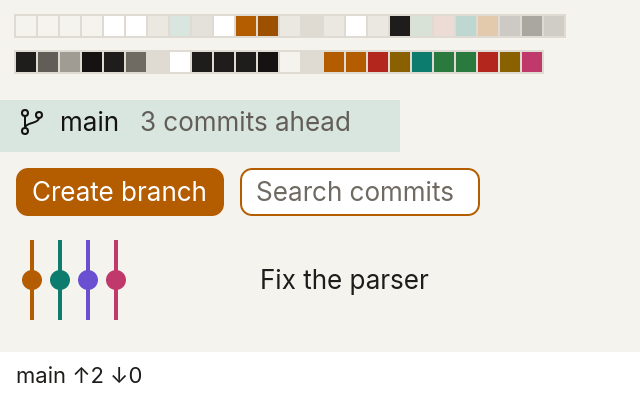 main 3 commits ahead
Create branch Search commits
Fix the parser
main ↑2 ↓0